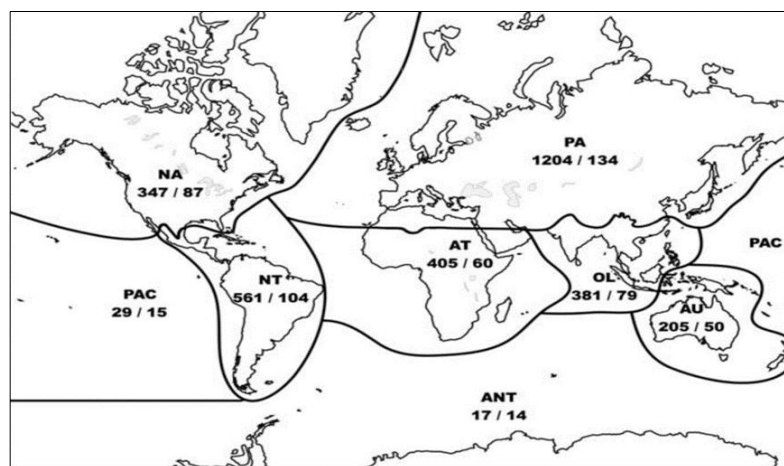 PA
1204 / 134
NA
347 / 87
PAC
AT
405 / 60
NT
561 / 104
OL
381 / 79
PAC
29 / 15
AU
205 / 50
ANT
17 / 14